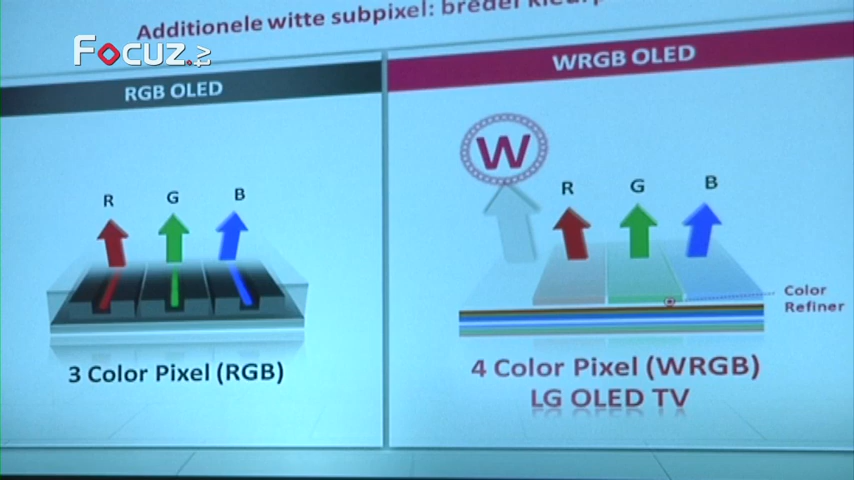 Additionele witte subpixel: breder
FOCUZ.TV
RGB OLED
R G B
3 Color Pixel (RGB)
WRGB OLED
W R G B
Color
Refiner
4 Color Pixel (WRGB)
LG OLED TV